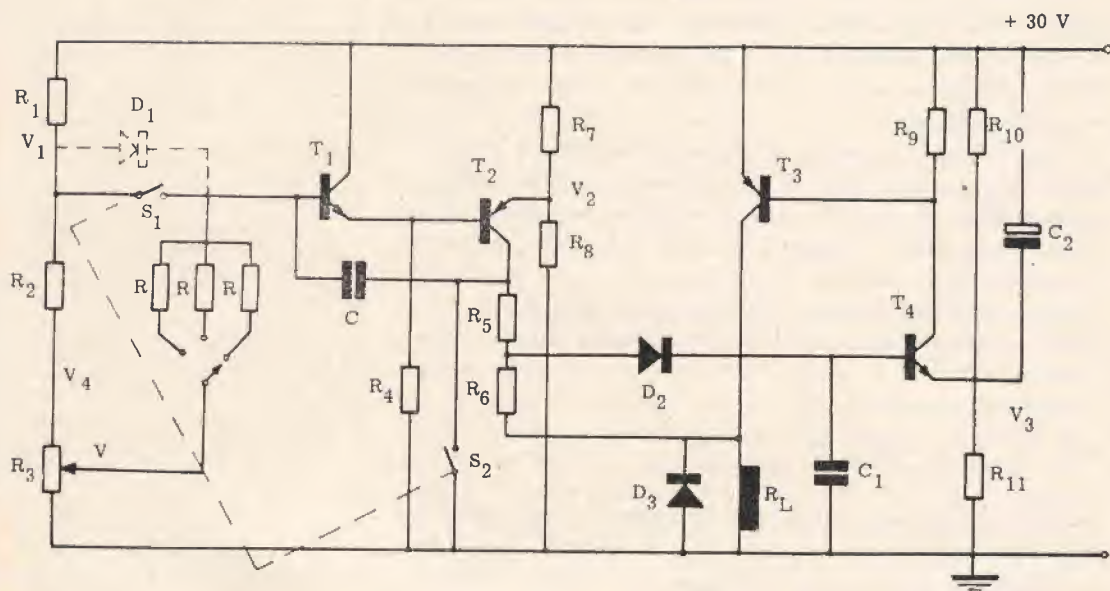 + 30 V
R1
D1
V1
T1
T2
R7
R9
R10
T3
S1
V2
R2
R
R
R
C
R8
C2
R5
T4
V4
R4
R6
D2
V3
V
R3
S2
D3
RL
C1
R11